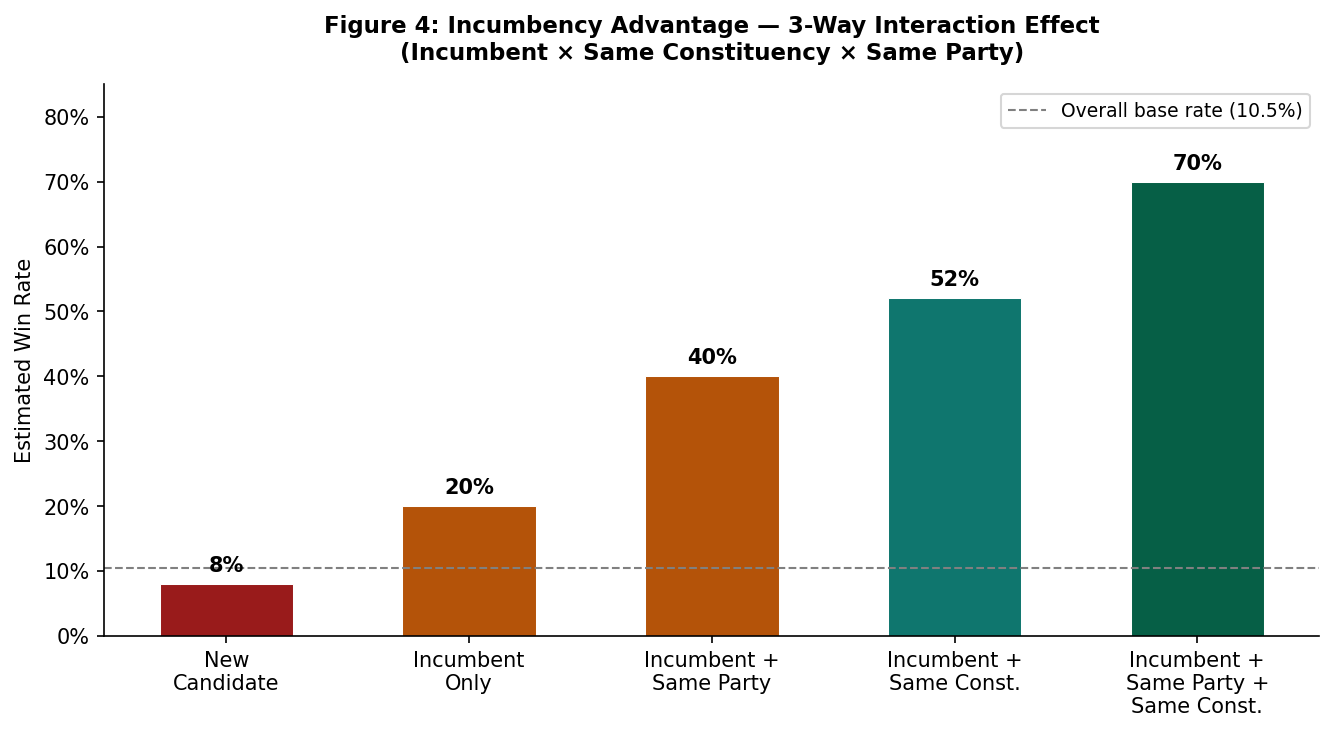 Figure 4: Incumbency Advantage — 3-Way Interaction Effect
(Incumbent × Same Constituency × Same Party)
Overall base rate (10.5%)
Estimated Win Rate
80%
70%
60%
50%
40%
30%
20%
10%
0%
8%
20%
40%
52%
70%
New
Candidate
Incumbent
Only
Incumbent +
Same Party
Incumbent +
Same Const.
Incumbent +
Same Party +
Same Const.